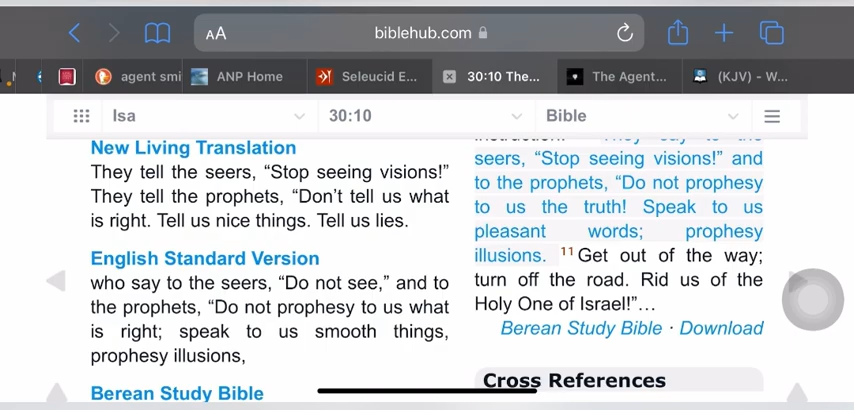 AA
biblehub.com
agent smi
ANP Home
Seleucid E...
30:10 The...
The Agent...
(KJV) - W...
Isa
30:10
Bible
New Living Translation
They tell the seers, “Stop seeing visions!”
They tell the prophets, “Don’t tell us what
is right. Tell us nice things. Tell us lies.
English Standard Version
who say to the seers, “Do not see,” and to
the prophets, “Do not prophesy to us what
is right; speak to us smooth things,
prophesy illusions,
Berean Study Bible
seers, “Stop seeing visions!” and
to the prophets, “Do not prophesy
to us the truth! Speak to us
pleasant words; prophesy
illusions. 11 Get out of the way;
turn off the road. Rid us of the
Holy One of Israel!”...
Berean Study Bible · Download
Cross References